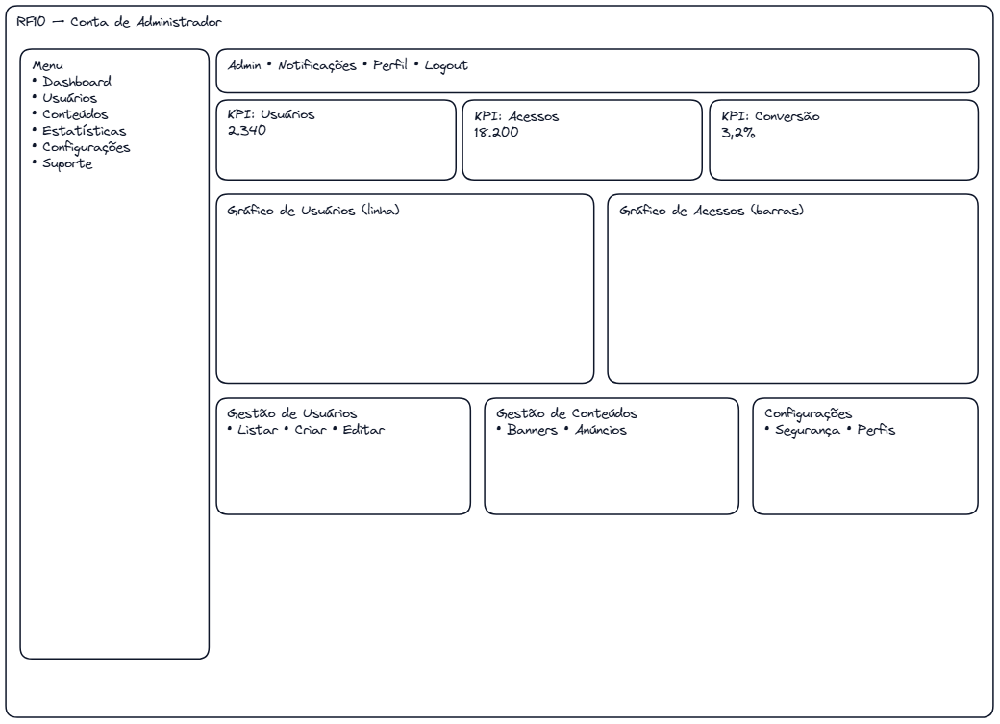 RF10 — Conta de Administrador
Menu
• Dashboard
• Usuários
• Conteúdos
• Estatísticas
• Configurações
• Suporte
Admin • Notificações • Perfil • Logout
KPI: Usuários
2.340
KPI: Acessos
18.200
KPI: Conversão
3,2%
Gráfico de Usuários (linha)
Gráfico de Acessos (barras)
Gestão de Usuários
• Listar • Criar • Editar
Gestão de Conteúdos
• Banners • Anúncios
Configurações
• Segurança • Perfis